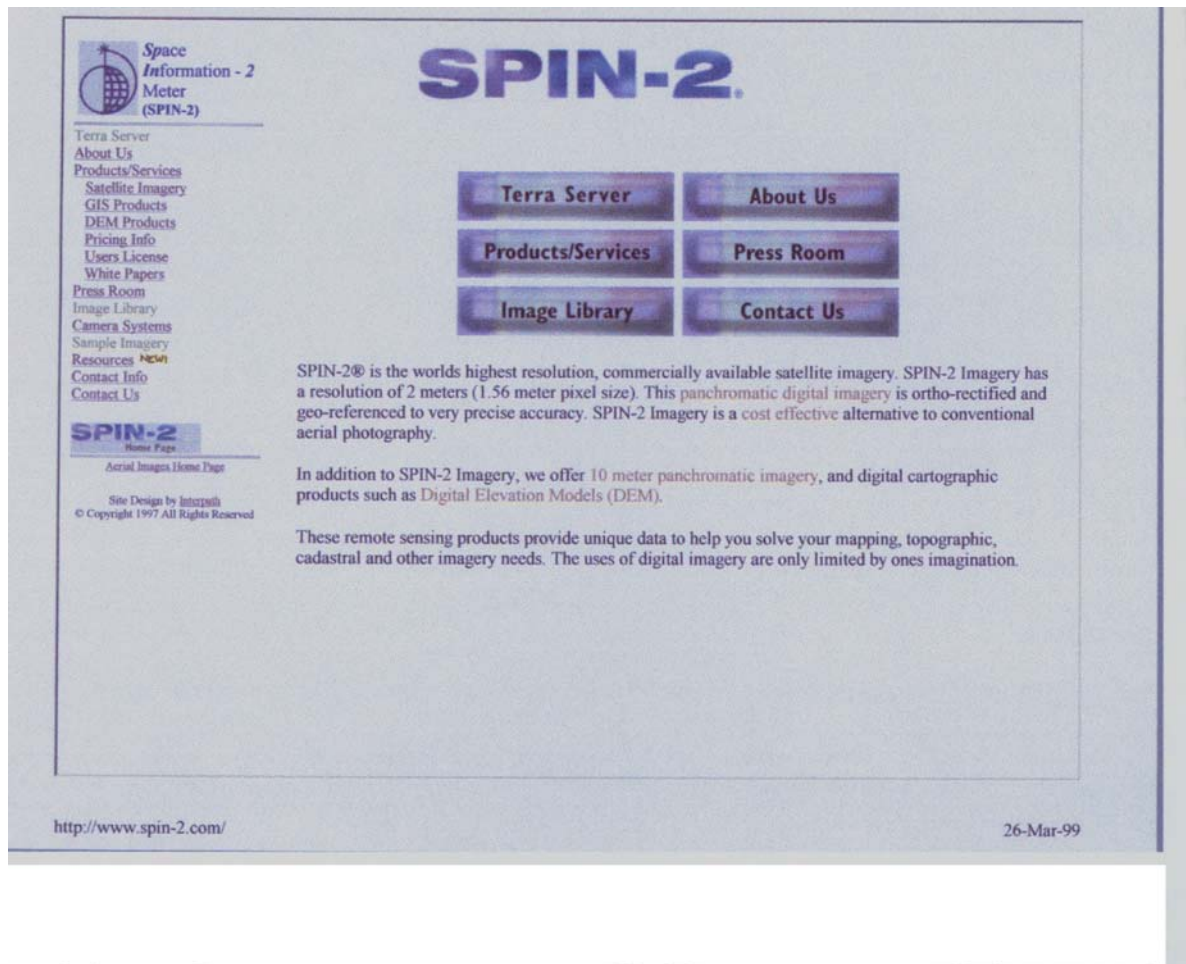 Space
Information - 2
Meter
(SPIN-2)
Terra Server
About Us
Products/Services
Satellite Imagery
GIS Products
DEM Products
Pricing Info
Users License
White Papers
Press Room
Image Library
Camera Systems
Sample Imagery
Resources NEW!
Contact Info
Contact Us
SPIN-2
Home Page
Aerial Images Home Page
Site Design by Interpath
© Copyright 1997 All Rights Reserved
SPIN-2®
Terra Server About Us
Products/Services Press Room
Image Library Contact Us
SPIN-2® is the worlds highest resolution, commercially available satellite imagery. SPIN-2 Imagery has
a resolution of 2 meters (1.56 meter pixel size). This panchromatic digital imagery is ortho-rectified and
geo-referenced to very precise accuracy. SPIN-2 Imagery is a cost effective alternative to conventional
aerial photography.
In addition to SPIN-2 Imagery, we offer 10 meter panchromatic imagery, and digital cartographic
products such as Digital Elevation Models (DEM).
These remote sensing products provide unique data to help you solve your mapping, topographic,
cadastral and other imagery needs. The uses of digital imagery are only limited by ones imagination.
http://www.spin-2.com/ 26-Mar-99